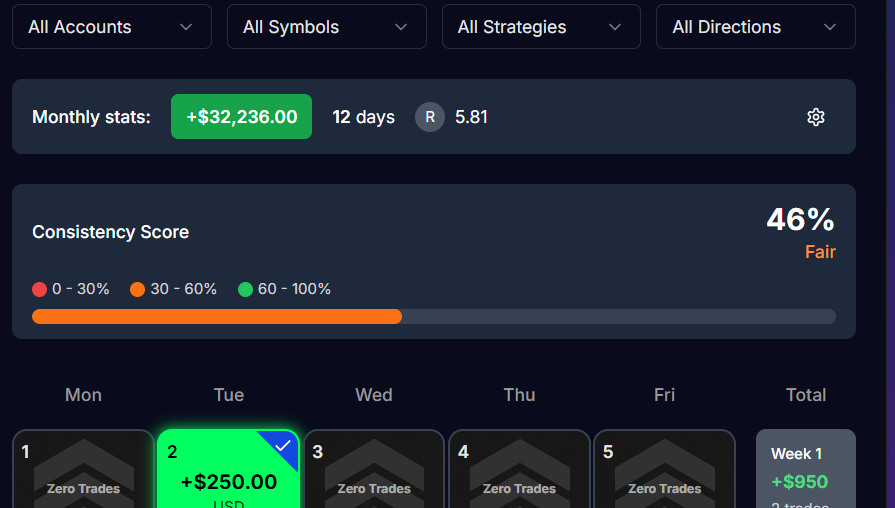 All Accounts All Symbols All Strategies All Directions
Monthly stats: +$32,236.00 12 days R 5.81
46%
Consistency Score
Fair
0 - 30% 30 - 60% 60 - 100%
Mon Tue Wed Thu Fri Total
1 2 3 4 5 Week 1
+$250.00 +$950
Zero Trades Zero Trades Zero Trades Zero Trades
USD trades